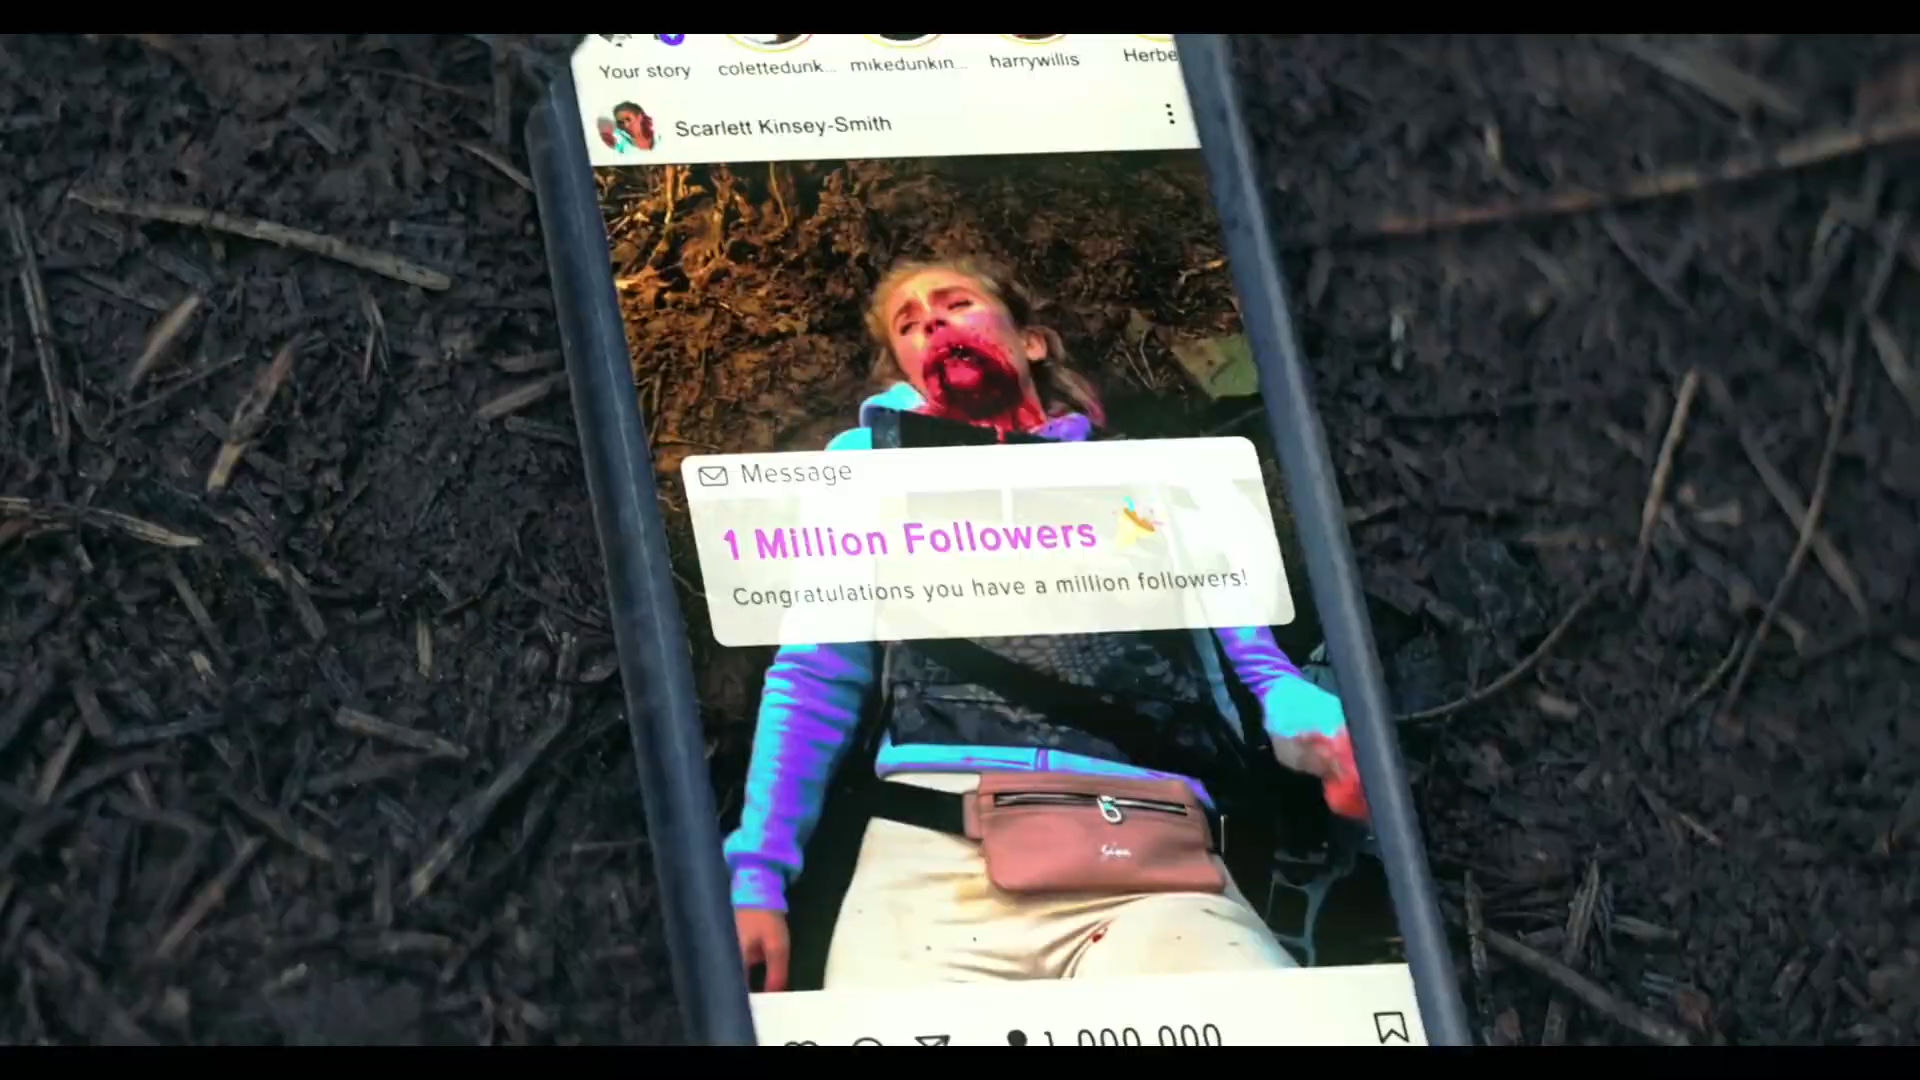 Your story
colettedunk...
mikedunkin...
harrywillis
Herbe
Scarlett Kinsey-Smith
Message
1 Million Followers
Congratulations you have a million followers!
1,000,000